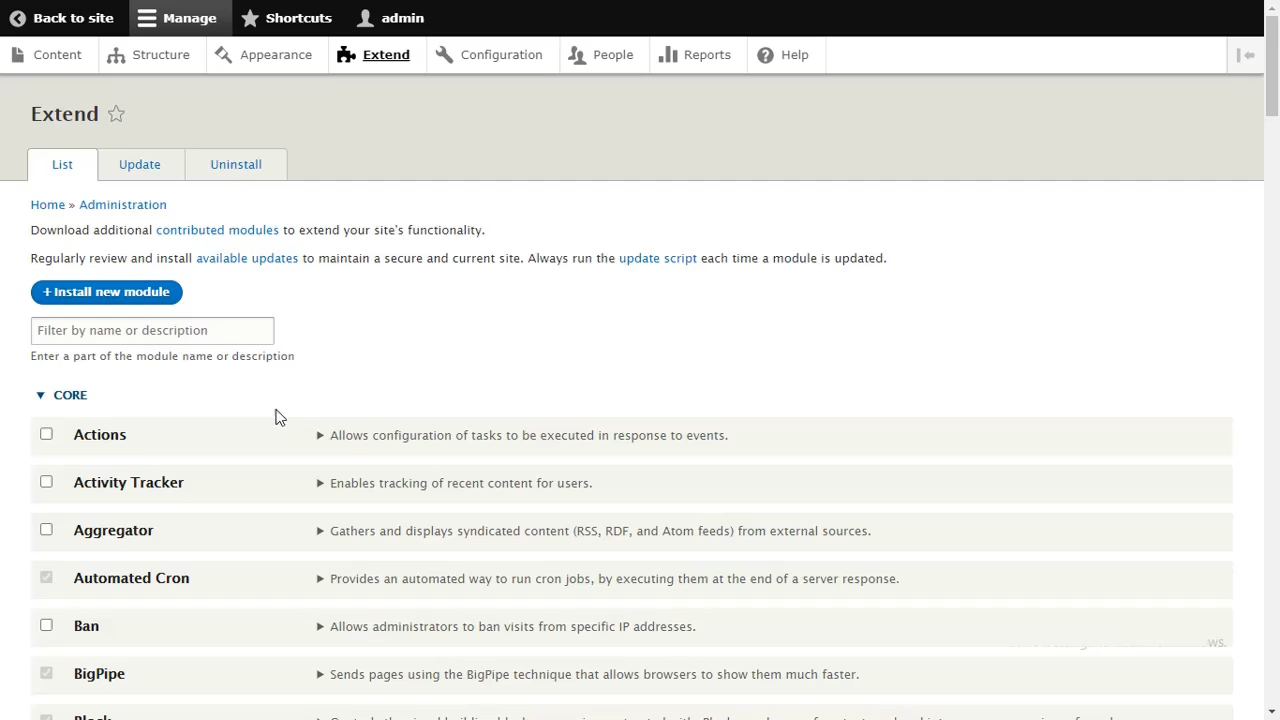 Back to site Manage Shortcuts admin
Content Structure Appearance Extend Configuration People Reports Help
Extend
List Update Uninstall
Home » Administration
Download additional contributed modules to extend your site's functionality.
Regularly review and install available updates to maintain a secure and current site. Always run the update script each time a module is updated.
+ Install new module
Filter by name or description
Enter a part of the module name or description
CORE
Actions Allows configuration of tasks to be executed in response to events.
Activity Tracker Enables tracking of recent content for users.
Aggregator Gathers and displays syndicated content (RSS, RDF, and Atom feeds) from external sources.
Automated Cron Provides an automated way to run cron jobs, by executing them at the end of a server response.
Ban Allows administrators to ban visits from specific IP addresses.
ws.
BigPipe Sends pages using the BigPipe technique that allows browsers to show them much faster.